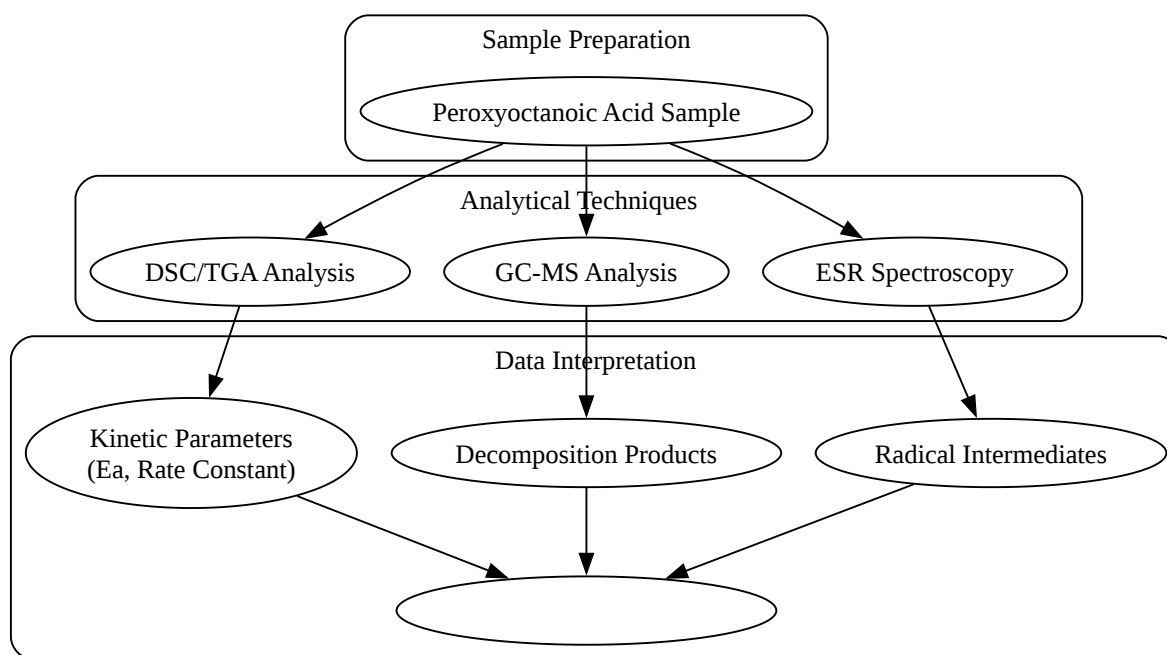 Sample Preparation
Peroxyoctanoic Acid Sample
Analytical Techniques
DSC/TGA Analysis
GC-MS Analysis
ESR Spectroscopy
Data Interpretation
Kinetic Parameters
(Ea, Rate Constant)
Decomposition Products
Radical Intermediates